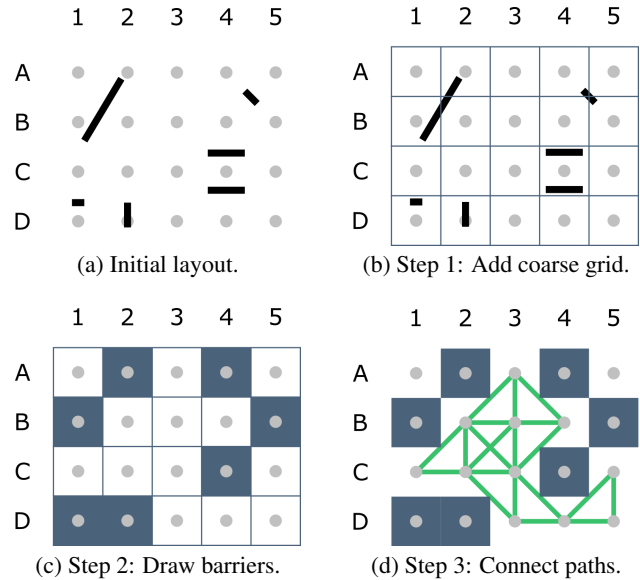 1 2 3 4 5
1 2 3 4 5
A
A
B
B
C
C
D
D
(a) Initial layout.
(b) Step 1: Add coarse grid.
1 2 3 4 5
1 2 3 4 5
A
A
B
B
C
C
D
D
(c) Step 2: Draw barriers.
(d) Step 3: Connect paths.